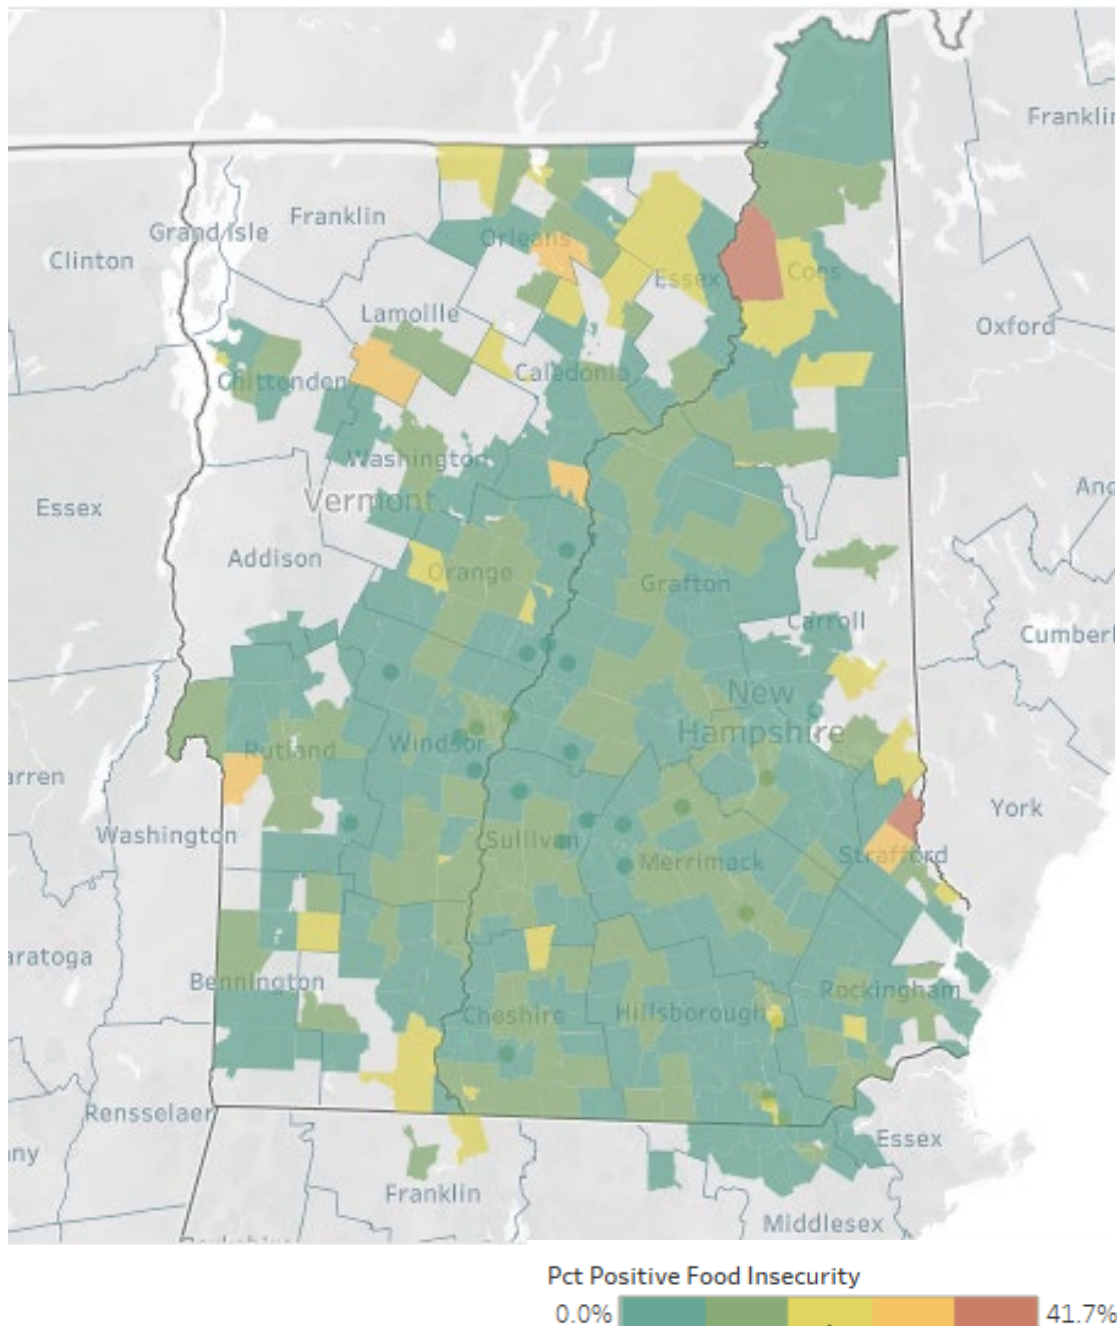 Franklin
Franklin
Grand Isle
Orleans
Clinton
Essex
Coos
Lamoille
Oxford
Chittenden
Caledonia
Washington
Vermont
Essex
Addison
Orange
Grafton
Carroll
Cumberl
New
Hampshire
Rutland
Windsor
arren
York
Washington
Sullivan
Merrimack
Strafford
aratoga
Bennington
Cheshire
Hillsborough
Rockingham
Rensselaer
ny
Essex
Franklin
Middlesex
Pct Positive Food Insecurity
0.0% 41.7%